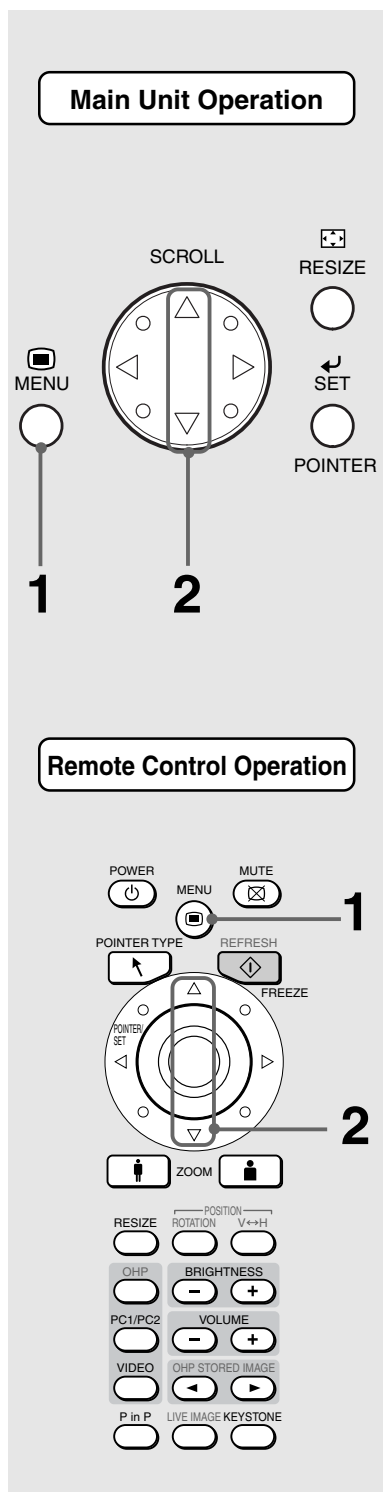 Main Unit Operation
SCROLL
RESIZE
MENU
SET
POINTER
1
2
Remote Control Operation
POWER
MENU
MUTE
1
POINTER TYPE
REFRESH
FREEZE
POINTER/
SET
2
ZOOM
POSITION
RESIZE ROTATION V↔H
OHP BRIGHTNESS
− +
PC1/PC2 VOLUME
− +
VIDEO OHP STORED IMAGE
P in P LIVE IMAGE KEYSTONE